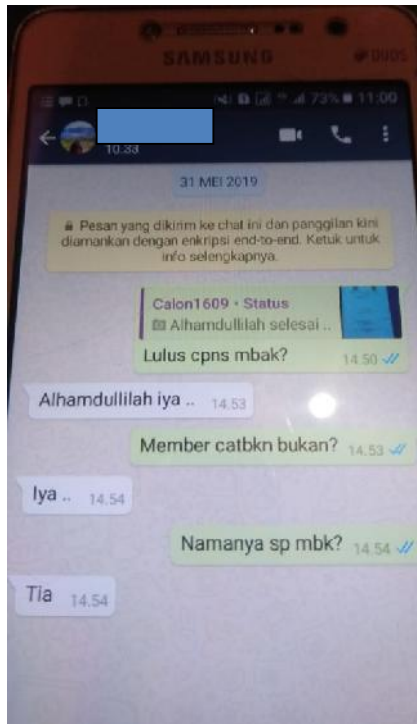 SAMSUNG
DUOS
73% 11:00
10.33
31 MEI 2019
Pesan yang dikirim ke chat ini dan panggilan kini
diamankan dengan enkripsi end-to-end. Ketuk untuk
info selengkapnya.
Calon1609 • Status
Alhamdullilah selesai ..
Lulus cpns mbak? 14.50
Alhamdullilah iya .. 14.53
Member catbkn bukan? 14.53
Iya .. 14.54
Namanya sp mbk? 14.54
Tia 14.54